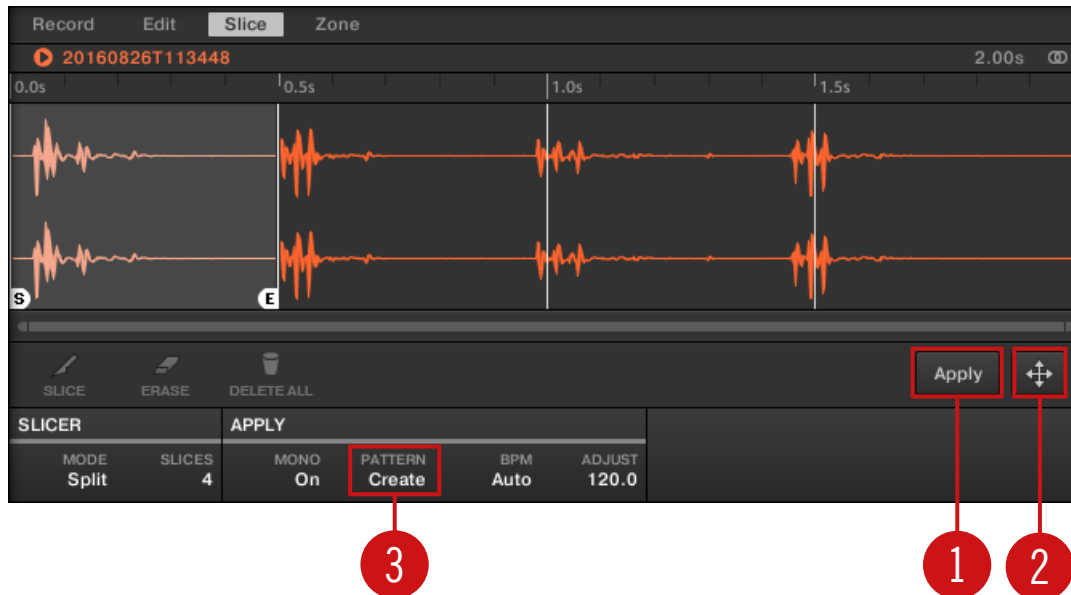 Record Edit Slice Zone
20160826T113448 2.00s
0.0s 0.5s 1.0s 1.5s
S E
Apply
SLICE ERASE DELETE ALL
SLICER APPLY
MODE SLICES MONO PATTERN BPM ADJUST
Split 4 On Create Auto 120.0
3 1 2